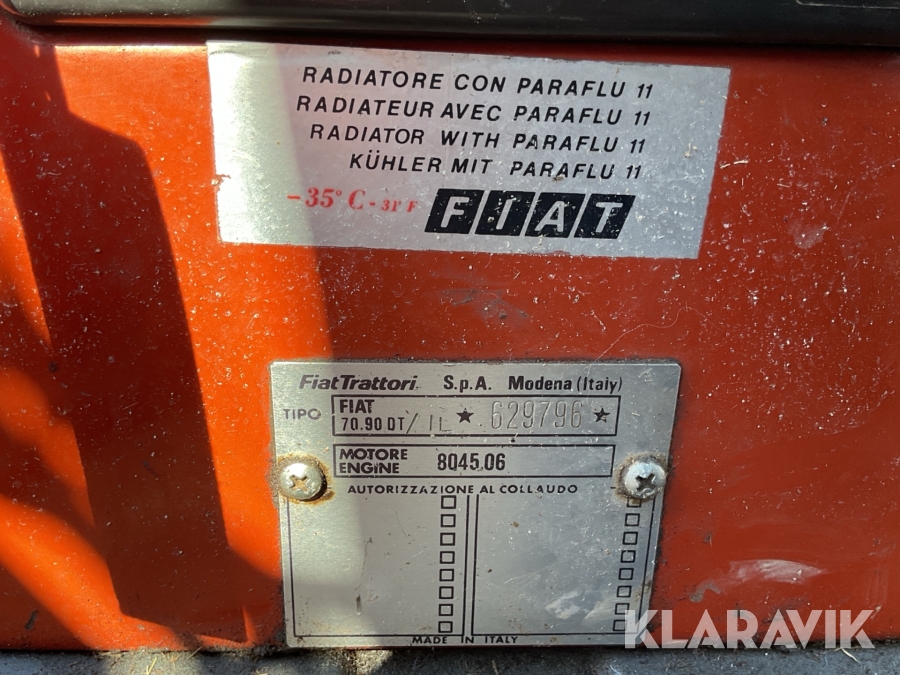 RADIATORE CON PARAFLU 11
RADIATEUR AVEC PARAFLU 11
RADIATOR WITH PARAFLU 11
KÜHLER MIT PARAFLU 11
-35° C - 31° F FIAT
FiatTrattori S.p.A. Modena (Italy)
TIPO FIAT
70.90 DT ★ 629796 ★
MOTORE
ENGINE 8045.06
AUTORIZZAZIONE AL COLLAUDO
MADE IN ITALY
KLARAVIK